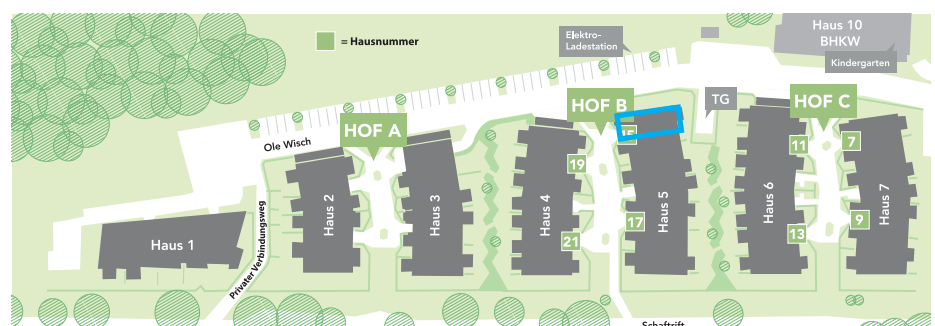 Haus 10
BHKW
Kindergarten
Elektro-
Ladestation
= Hausnummer
TG
HOF A
HOF B
HOF C
Ole Wisch
15
11
7
19
Haus 1
Haus 2
Haus 3
Haus 4
Haus 5
Haus 6
Haus 7
17
21
13
9
Privater Verbindungsweg
Schaftrift